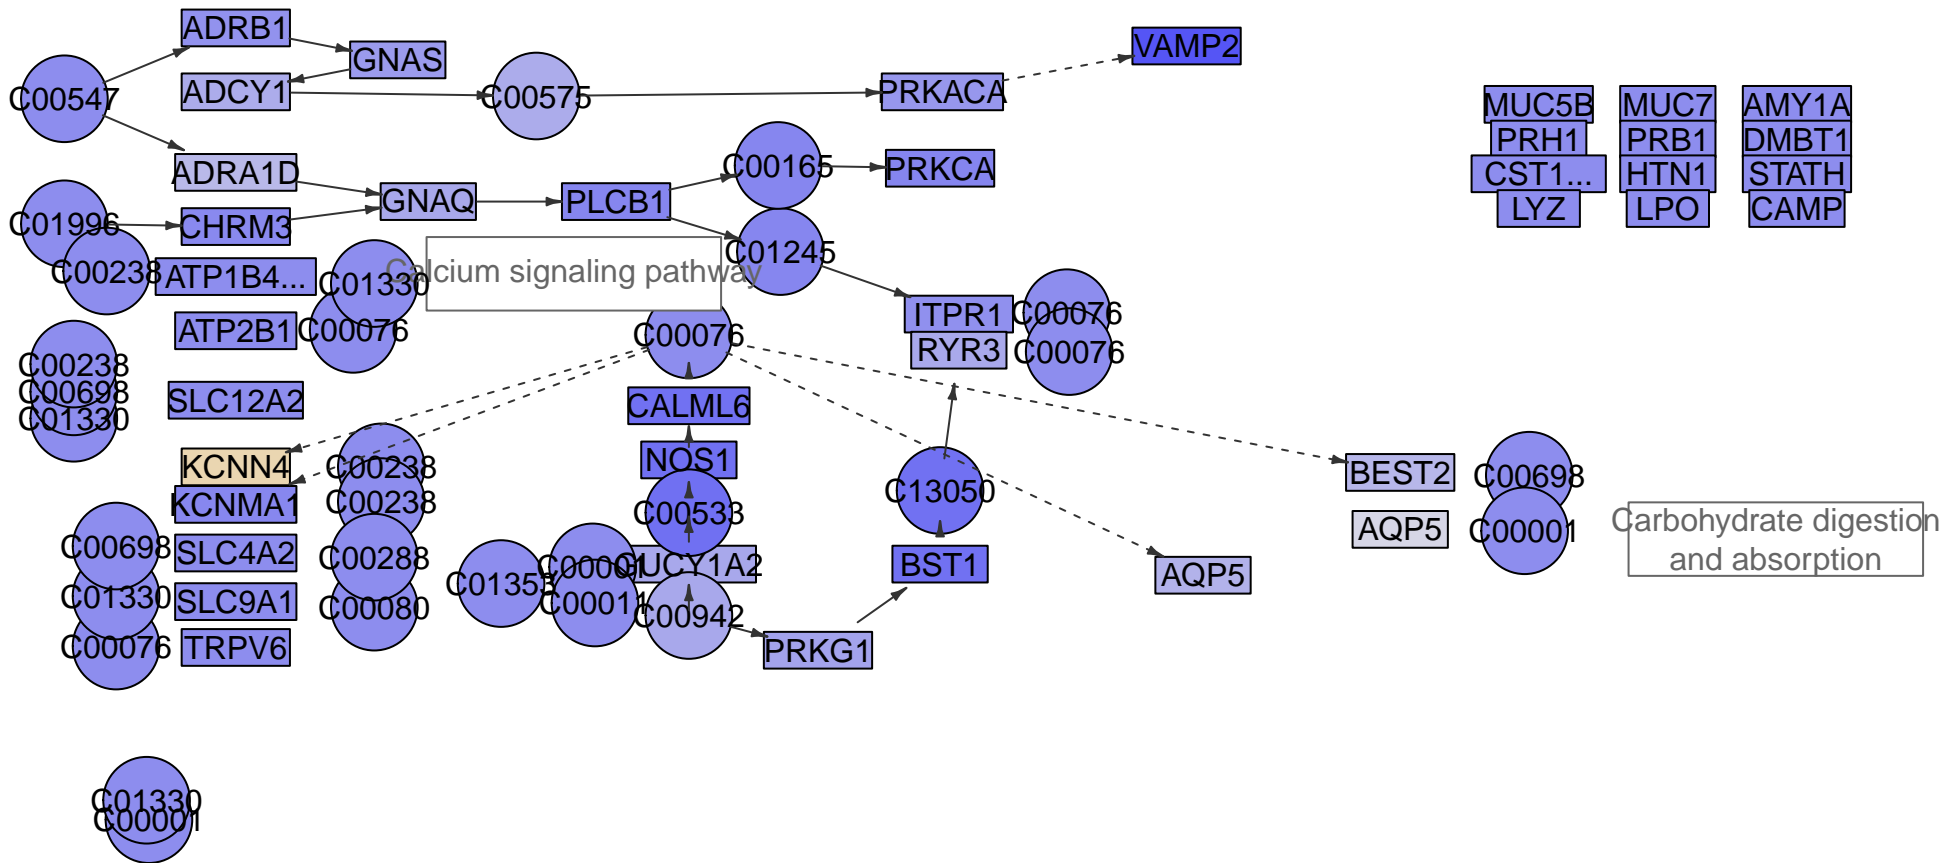 ADRB1
GNAS
VAMP2
C00547
ADCY1
C00575
PRKACA
MUC5B
MUC7
AMY1A
PRH1
PRB1
DMBT1
ADRA1D
C00165
PRKCA
CST1...
HTN1
STATH
GNAQ
PLCB1
LYZ
LPO
CAMP
C01996
CHRM3
C00238
ATP1B4...
C01330
Calcium signaling pathway
C01245
ATP2B1
C00076
C00076
ITPR1
C00076
RYR3
C00076
C00238
C00698
C01330
SLC12A2
CALML6
KCNN4
C00238
NOS1
BEST2
C00698
KCNMA1
C00238
C00533
C13050
AQP5
C00001
Carbohydrate digestion
and absorption
C00698
SLC4A2
C00288
C01353
C00001
GUCY1A2
BST1
AQP5
C01330
SLC9A1
C00080
C00011
C00942
C00076
TRPV6
PRKG1
C01330
C00001